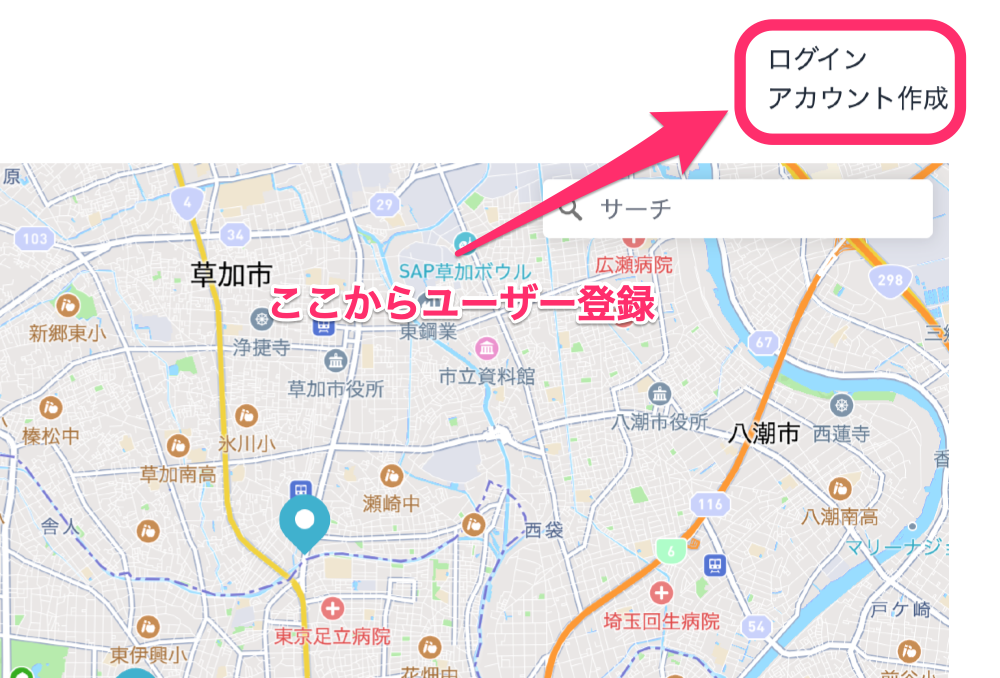 ログイン
アカウント作成
原
4
29
サーチ
103
34
草加市
SAP草加ボウル
広瀬病院
298
新郷東小
ここからユーザー登録
浄捷寺
東鋼業
67
草加市役所
市立資料館
榛松中
氷川小
八潮市役所
八潮市
西蓮寺
草加南高
香
瀬崎中
116
八潮南高
舎人
西袋
6
マリーナジ
東京足立病院
埼玉回生病院
54
戸ケ崎
東伊興小
花畑中
前谷小